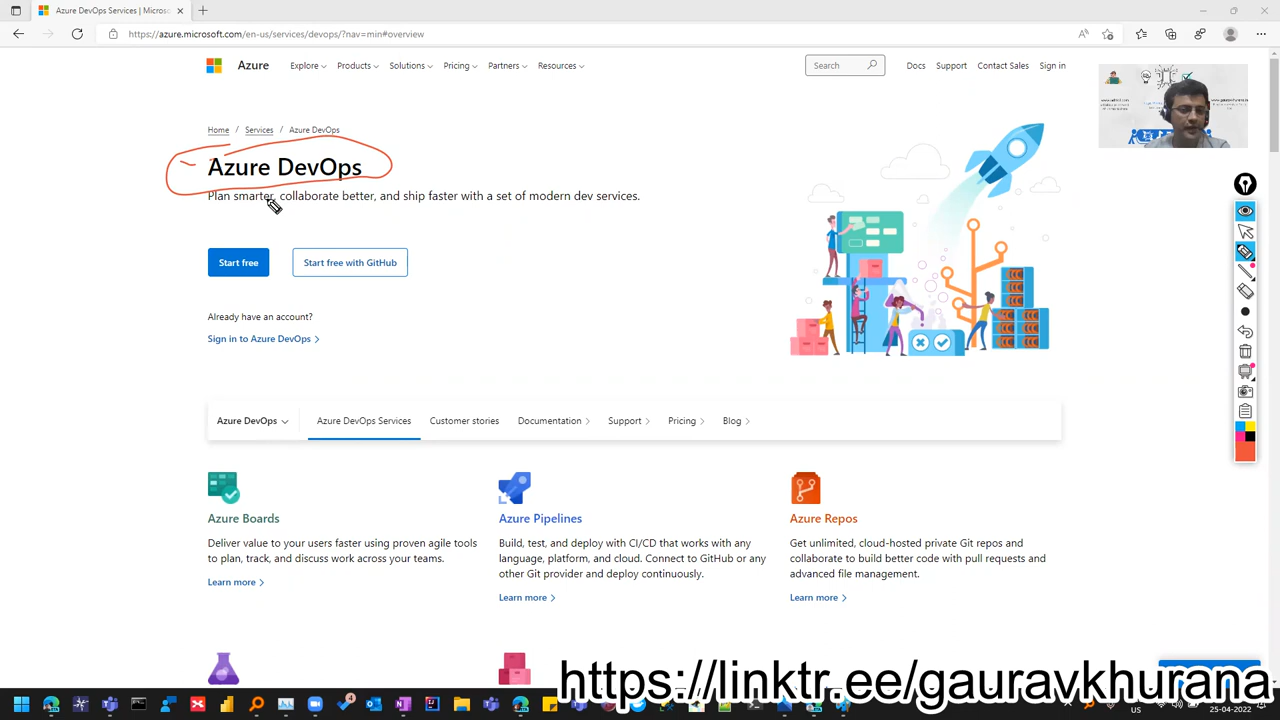 Azure DevOps Services | Micros
https://azure.microsoft.com/en-us/services/devops/?nav=min#overview
Azure
Explore
Products
Solutions
Pricing
Partners
Resources
Search
Docs
Support
Contact Sales
Sign in
Home / Services / Azure DevOps
Azure DevOps
Plan smarter, collaborate better, and ship faster with a set of modern dev services.
Start free
Start free with GitHub
Already have an account?
Sign in to Azure DevOps
Azure DevOps
Azure DevOps Services
Customer stories
Documentation
Support
Pricing
Blog
Azure Boards
Deliver value to your users faster using proven agile tools
to plan, track, and discuss work across your teams.
Learn more
Azure Pipelines
Build, test, and deploy with CI/CD that works with any
language, platform, and cloud. Connect to GitHub or any
other Git provider and deploy continuously.
Learn more
Azure Repos
Get unlimited, cloud-hosted private Git repos and
collaborate to build better code with pull requests and
advanced file management.
Learn more
https://linktr.ee/gauravkhurana
US
25-04-2022